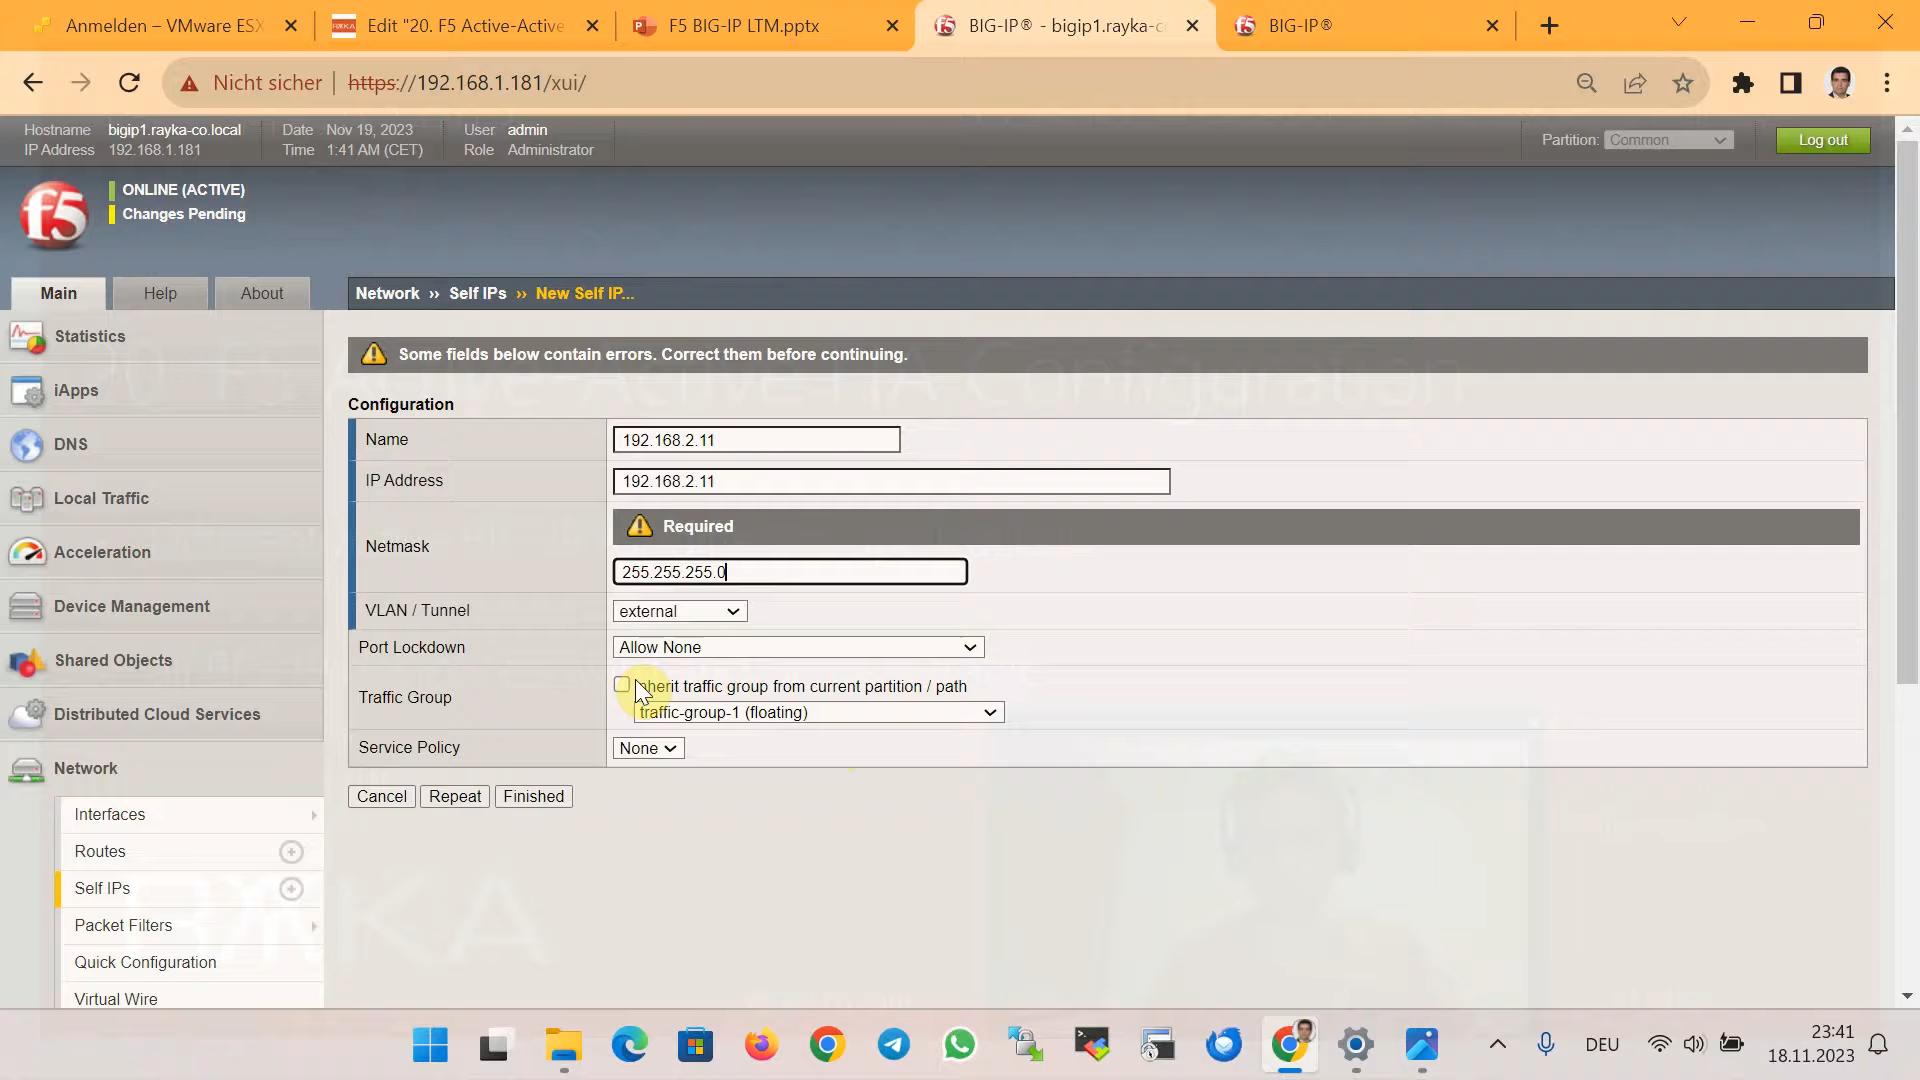 Anmelden – VMware ESX
Edit "20. F5 Active-Active
F5 BIG-IP LTM.pptx
BIG-IP® - bigip1.rayka-co
BIG-IP®
Nicht sicher
https://192.168.1.181/xui/
Hostname bigip1.rayka-co.local
IP Address 192.168.1.181
Date Nov 19, 2023
Time 1:41 AM (CET)
User admin
Role Administrator
Partition: Common
Log out
f5
ONLINE (ACTIVE)
Changes Pending
Main
Help
About
Network ›› Self IPs ›› New Self IP...
Statistics
iApps
DNS
Local Traffic
Acceleration
Device Management
Shared Objects
Distributed Cloud Services
Network
Interfaces
Routes
Self IPs
Packet Filters
Quick Configuration
Virtual Wire
Some fields below contain errors. Correct them before continuing.
Configuration
Name 192.168.2.11
IP Address 192.168.2.11
Netmask
Required
255.255.255.0
VLAN / Tunnel external
Port Lockdown Allow None
Traffic Group
Inherit traffic group from current partition / path
traffic-group-1 (floating)
Service Policy None
Cancel
Repeat
Finished
DEU
23:41
18.11.2023